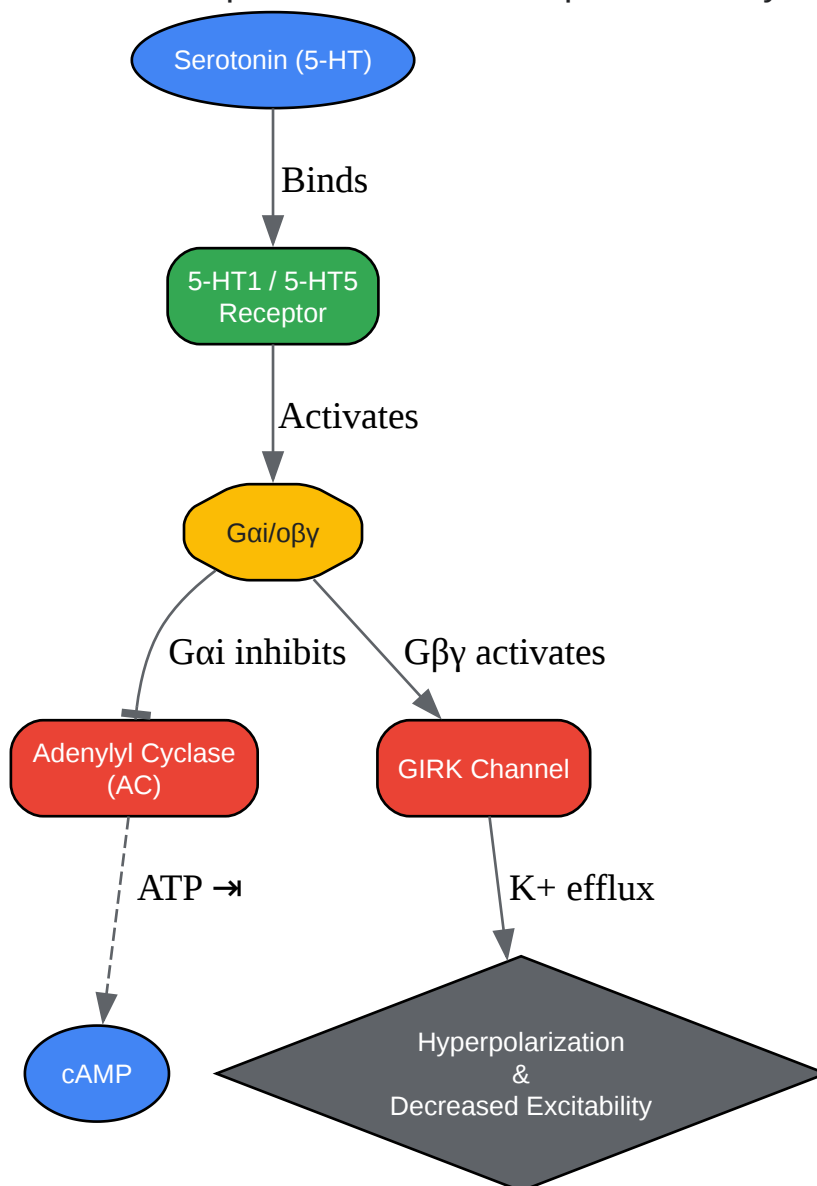 Serotonin (5-HT)
Binds
5-HT1 / 5-HT5
Receptor
Activates
Gαi/oβγ
Gαi inhibits
Gβγ activates
Adenylyl Cyclase
(AC)
GIRK Channel
ATP ⇥
K+ efflux
cAMP
Hyperpolarization
&
Decreased Excitability